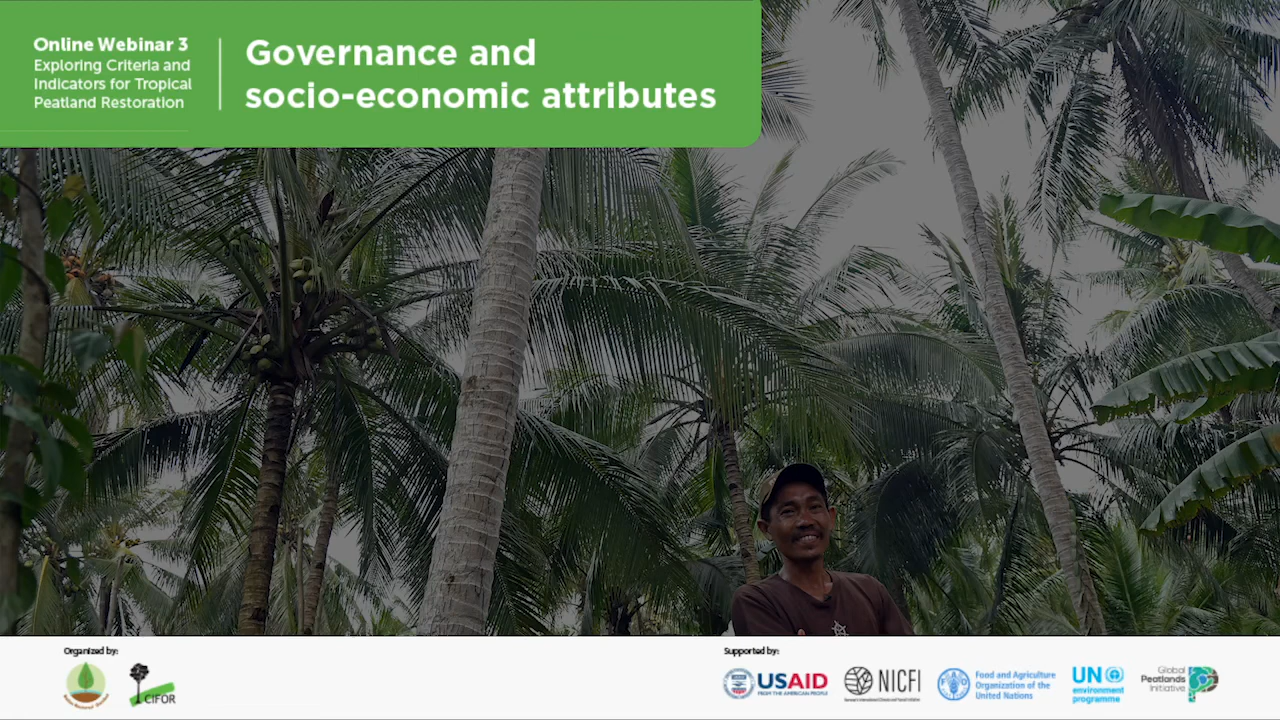 Online Webinar 3
Exploring Criteria and
Indicators for Tropical
Peatland Restoration
Governance and
socio-economic attributes
Organized by:
CIFOR
Supported by:
USAID
FROM THE AMERICAN PEOPLE
NICFI
Food and Agriculture
Organization of the
United Nations
UN
environment
programme
Global
Peatlands
Initiative